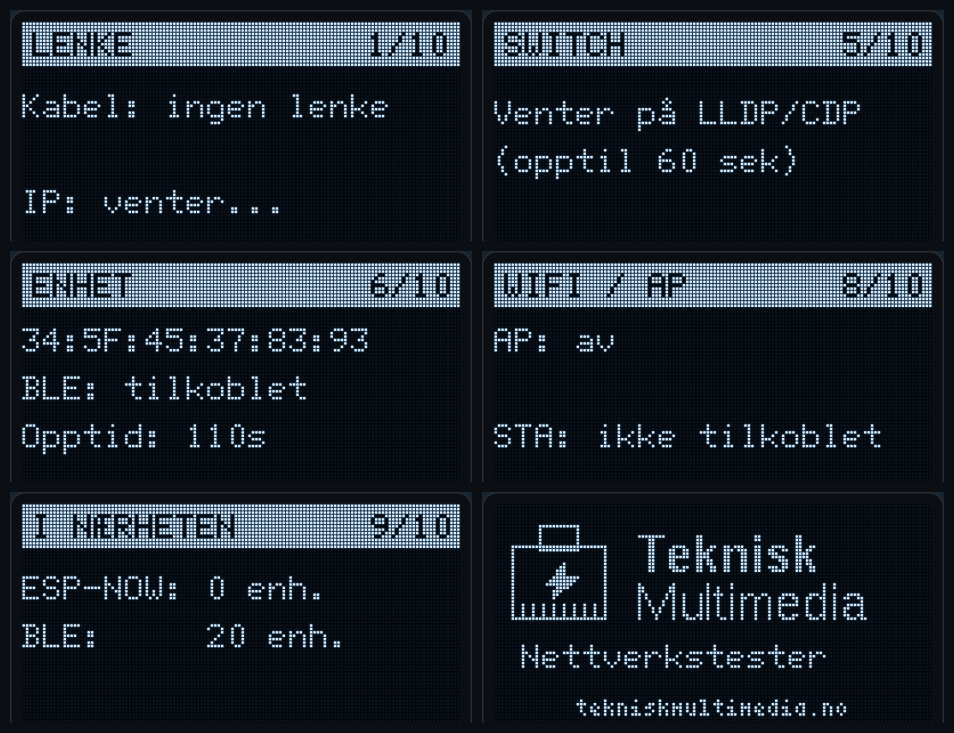 LENKE 1/10
Kabel: ingen lenke
IP: venter...
SWITCH 5/10
Venter på LLDP/CDP
(opptil 60 sek)
ENHET 6/10
34:5F:45:37:83:93
BLE: tilkoblet
Opptid: 110s
WIFI / AP 8/10
AP: av
STA: ikke tilkoblet
I NÆRHETEN 9/10
ESP-NOW: 0 enh.
BLE: 20 enh.
Teknisk
Multimedia
Nettverkstester
tekniskmultimedia.no